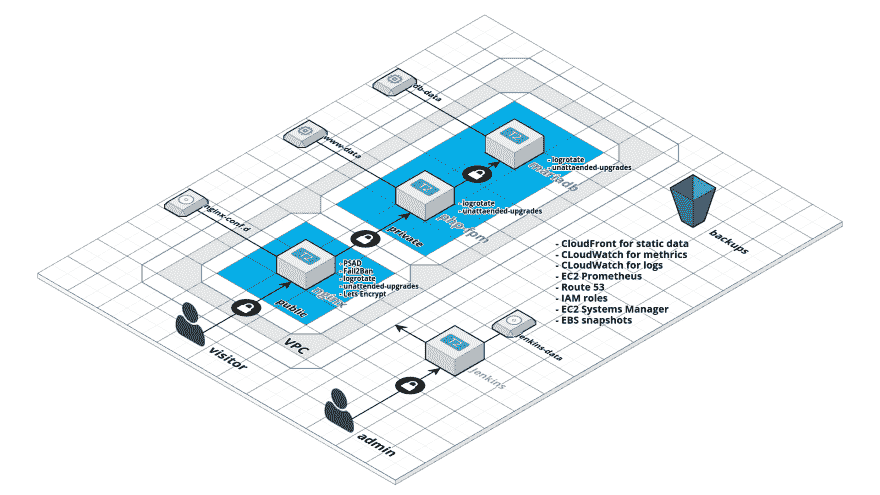 db-data
www-data
nginx-conf.d
mariadb
- logrotate
- unattaended-upgrades
php-fpm
- logrotate
- unattaended-upgrades
private
nginx
- PSAD
- Fail2Ban
- logrotate
- unattended-upgrades
- Lets Encrypt
public
VPC
visitor
backups
- CloudFront for static data
- CLoudWatch for methrics
- CLoudWatch for logs
- EC2 Prometheus
- Route 53
- IAM roles
- EC2 Systems Manager
- EBS snapshots
jenkins-data
jenkins
admin